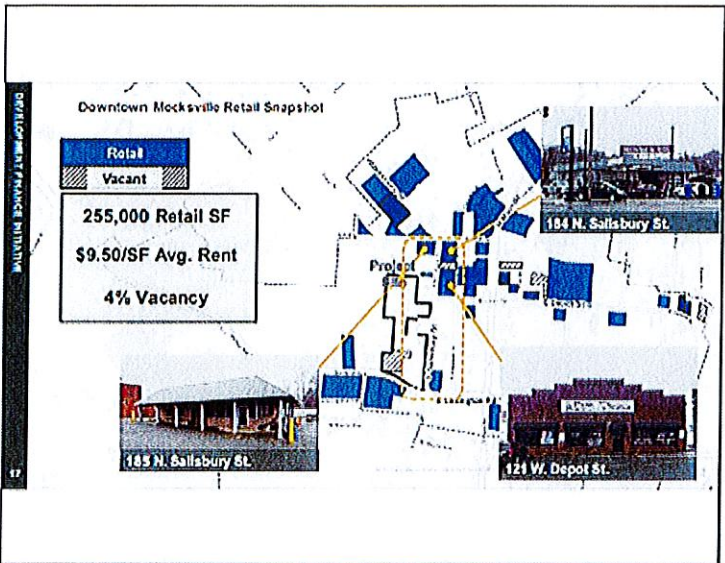 DEVELOPMENT FINANCE INITIATIVE
Downtown Mocksville Retail Snapshot
Retail
Vacant
255,000 Retail SF
$9.50/SF Avg. Rent
4% Vacancy
Project
184 N. Salisbury St.
185 N. Salisbury St.
121 W. Depot St.
17